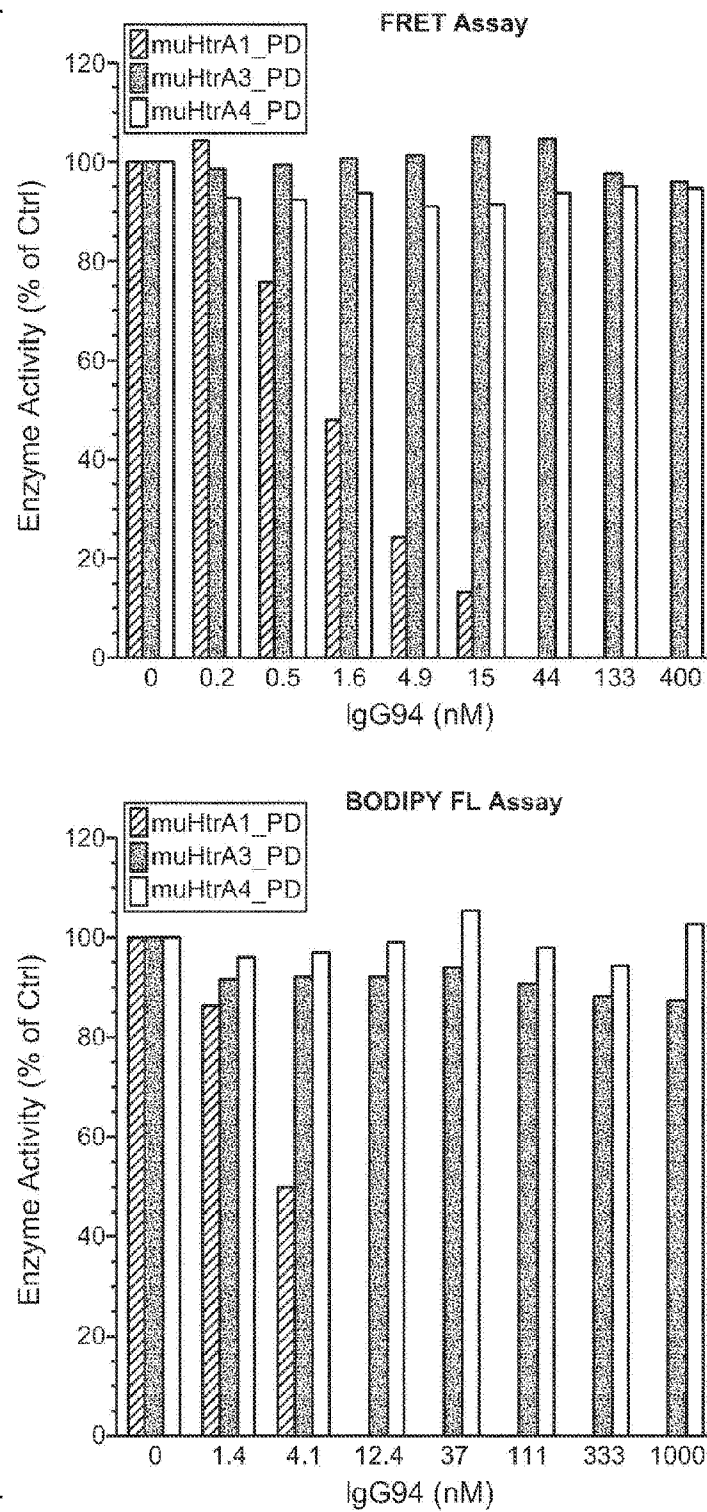 FRET Assay
muHtrA1_PD
muHtrA3_PD
muHtrA4_PD
120
100
80
60
40
20
0
Enzyme Activity (% of Ctrl)
0 0.2 0.5 1.6 4.9 15 44 133 400
IgG94 (nM)
BODIPY FL Assay
muHtrA1_PD
muHtrA3_PD
muHtrA4_PD
120
100
80
60
40
20
0
Enzyme Activity (% of Ctrl)
0 1.4 4.1 12.4 37 111 333 1000
IgG94 (nM)